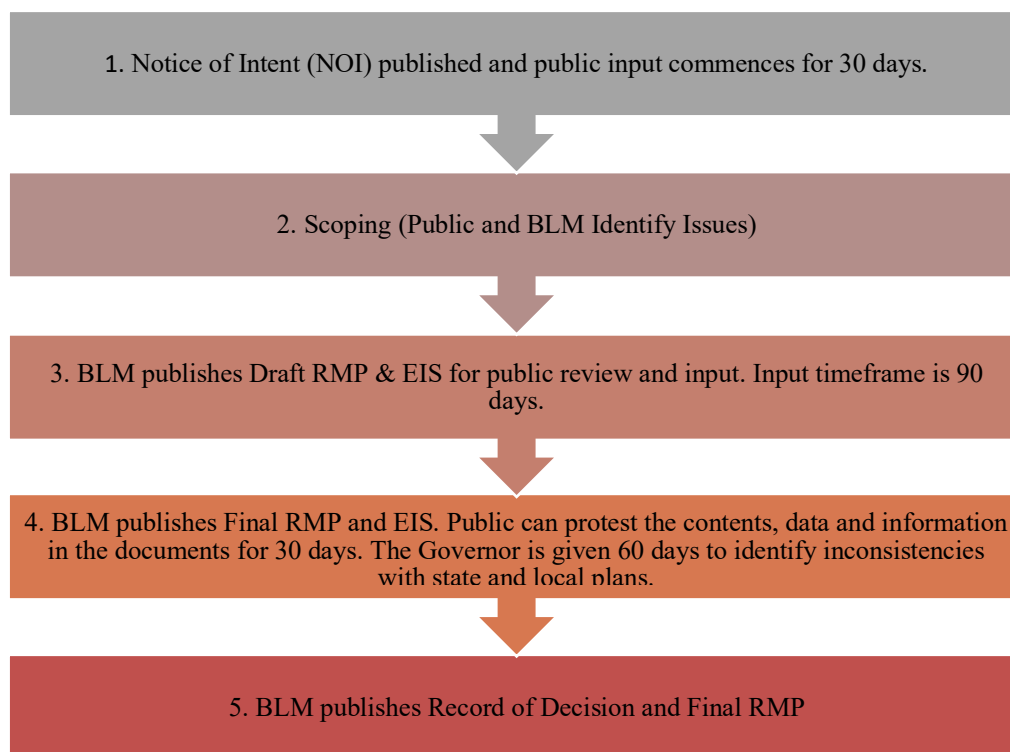 1. Notice of Intent (NOI) published and public input commences for 30 days.
2. Scoping (Public and BLM Identify Issues)
3. BLM publishes Draft RMP & EIS for public review and input. Input timeframe is 90
days.
4. BLM publishes Final RMP and EIS. Public can protest the contents, data and information
in the documents for 30 days. The Governor is given 60 days to identify inconsistencies
with state and local plans.
5. BLM publishes Record of Decision and Final RMP